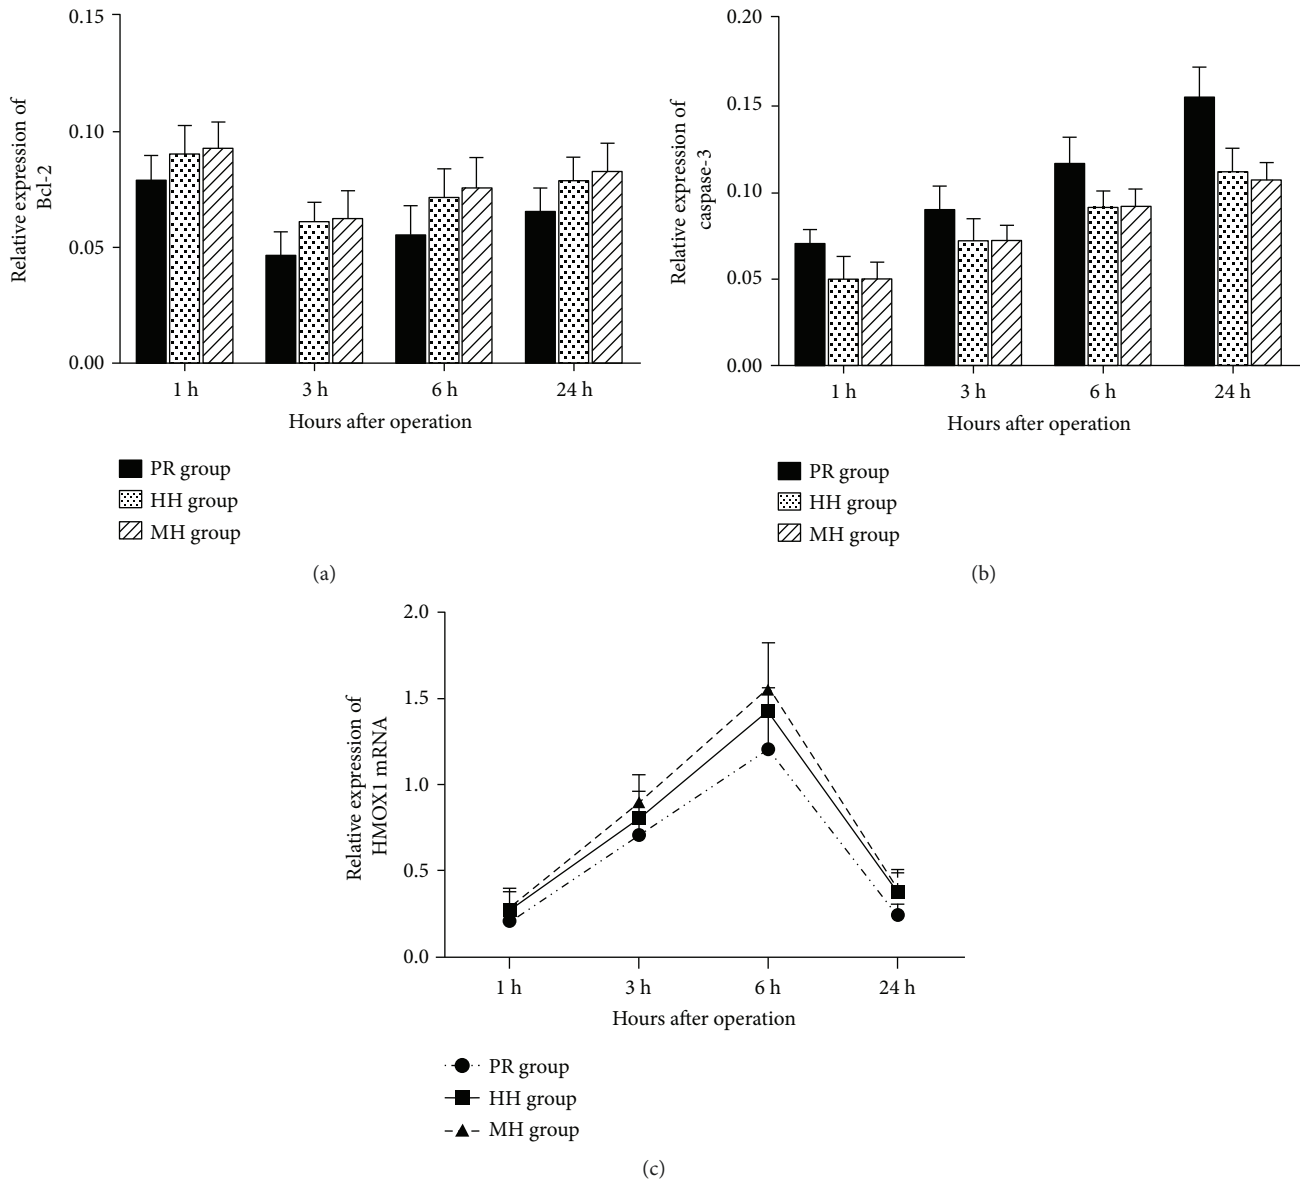 0.15
0.10
0.05
0.00
Relative expression of
Bcl-2
1 h 3 h 6 h 24 h
Hours after operation
PR group
HH group
MH group
(a)
0.20
0.15
0.10
0.05
0.00
Relative expression of
caspase-3
1 h 3 h 6 h 24 h
Hours after operation
PR group
HH group
MH group
(b)
2.0
1.5
1.0
0.5
0.0
Relative expression of
HMOX1 mRNA
1 h 3 h 6 h 24 h
Hours after operation
PR group
HH group
MH group
(c)